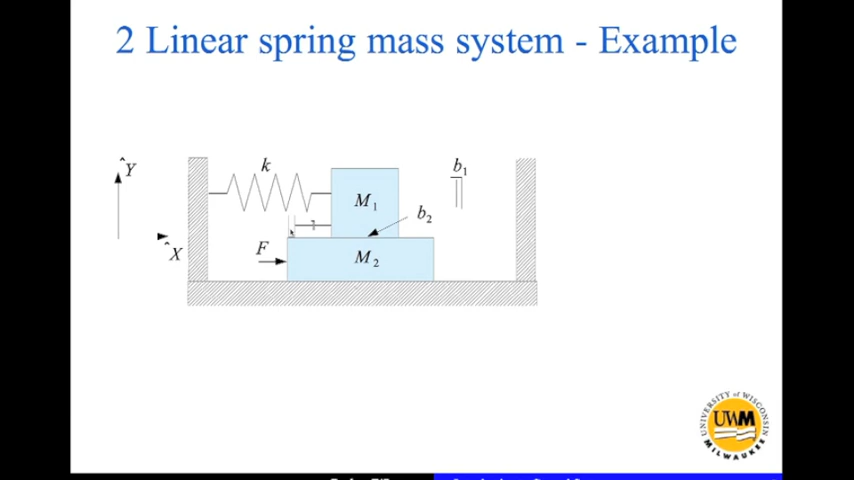 2 Linear spring mass system - Example
k
b1
^Y
M1
b2
F
^X
M2
UNIVERSITY of WISCONSIN
UWM
MILWAUKEE